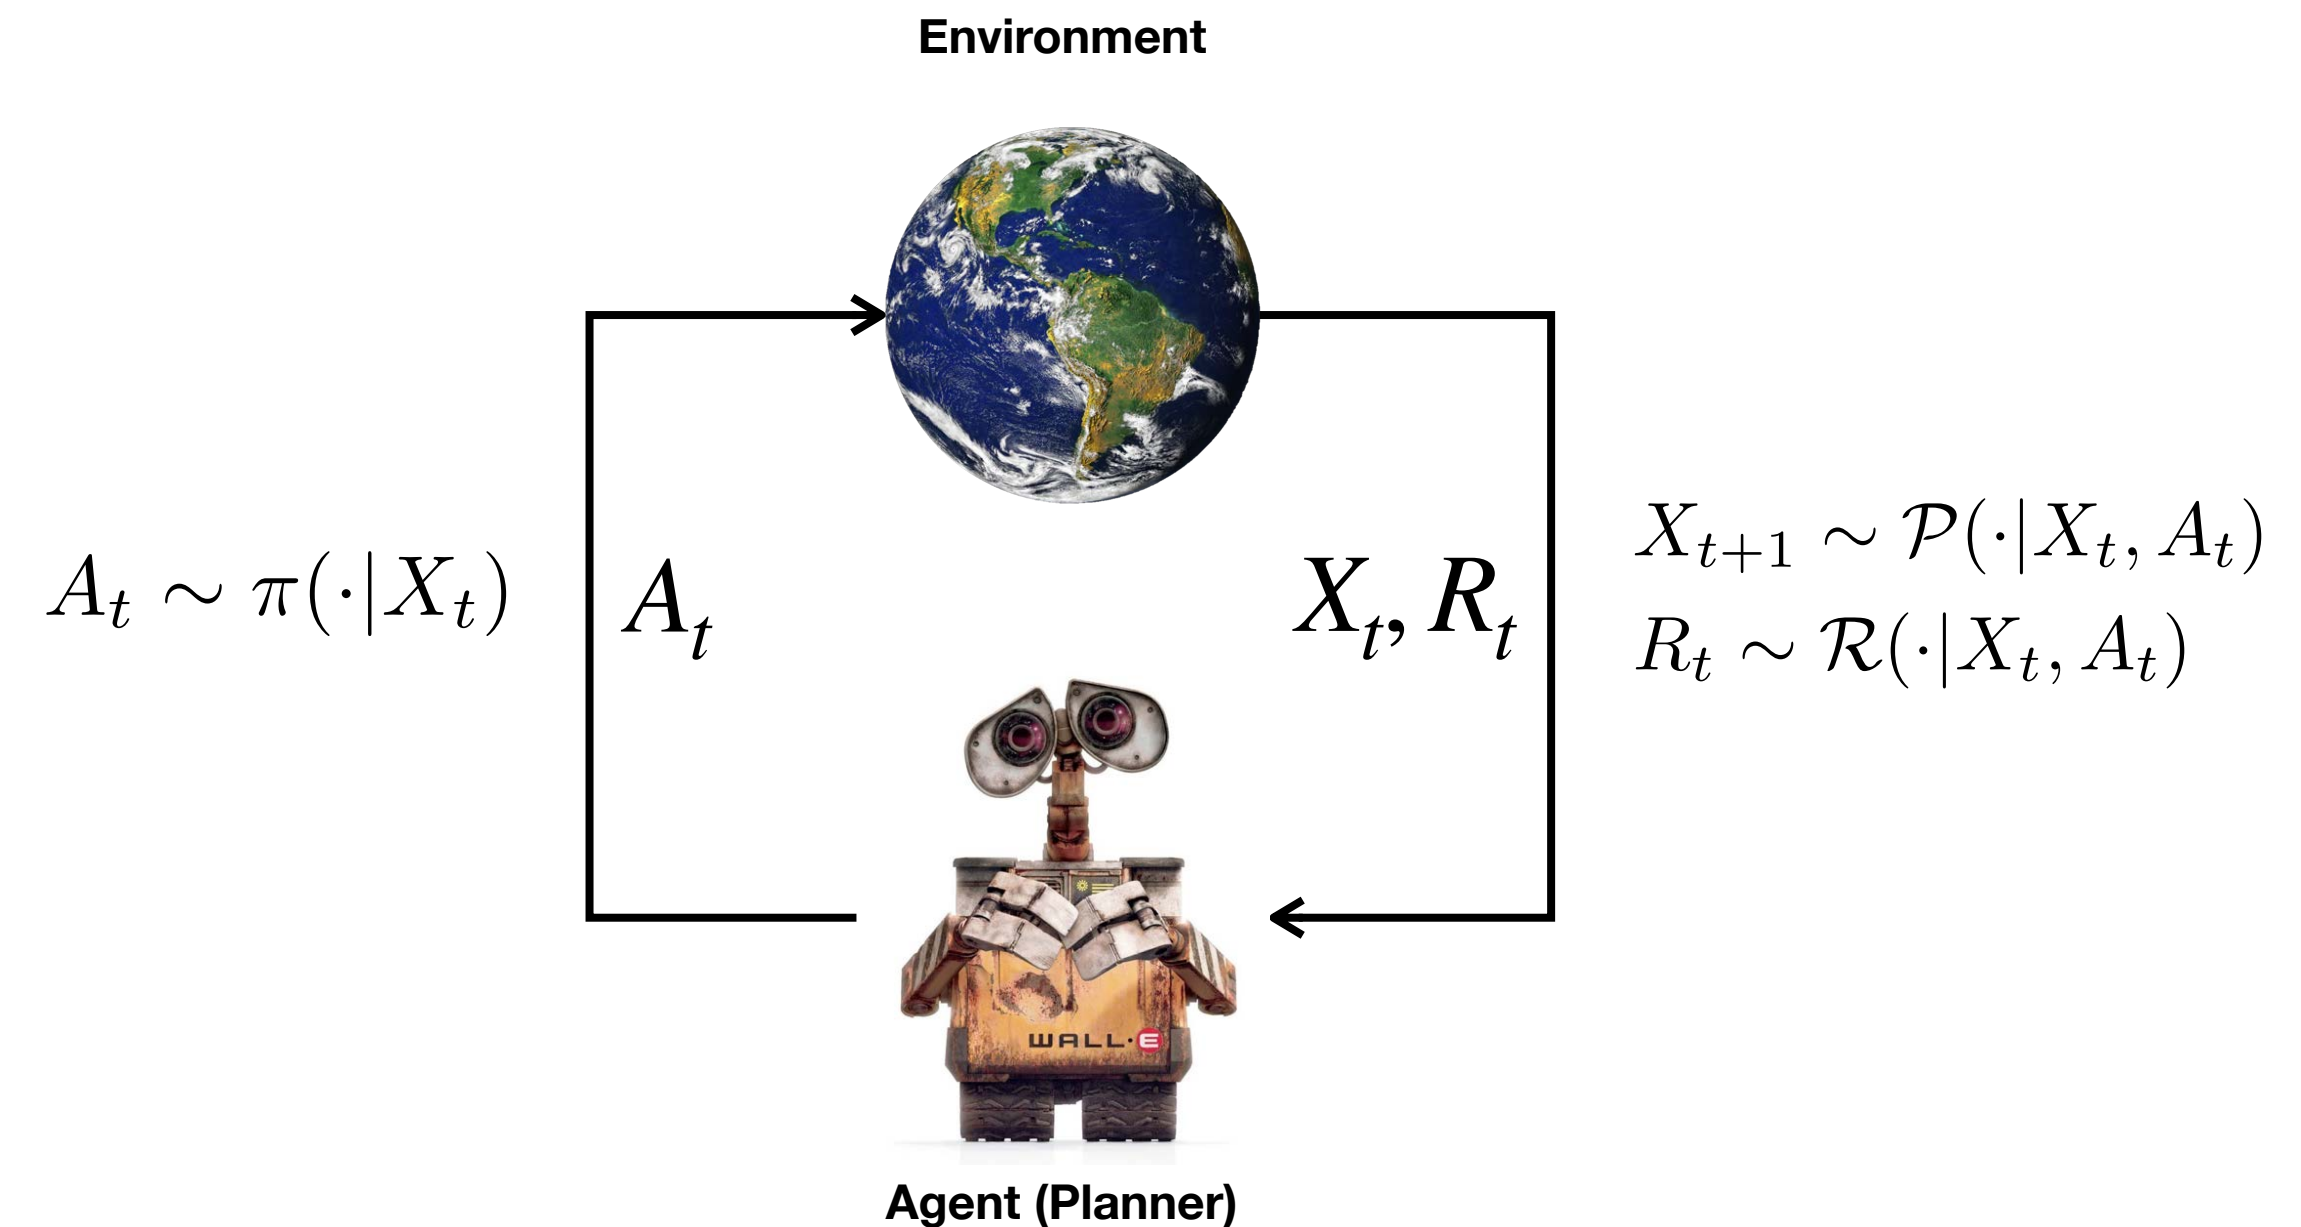 Environment
A_t ∼ π(·|X_t)
A_t
X_t, R_t
X_{t+1} ∼ 𝒫(·|X_t, A_t)
R_t ∼ ℛ(·|X_t, A_t)
WALL·E
Agent (Planner)